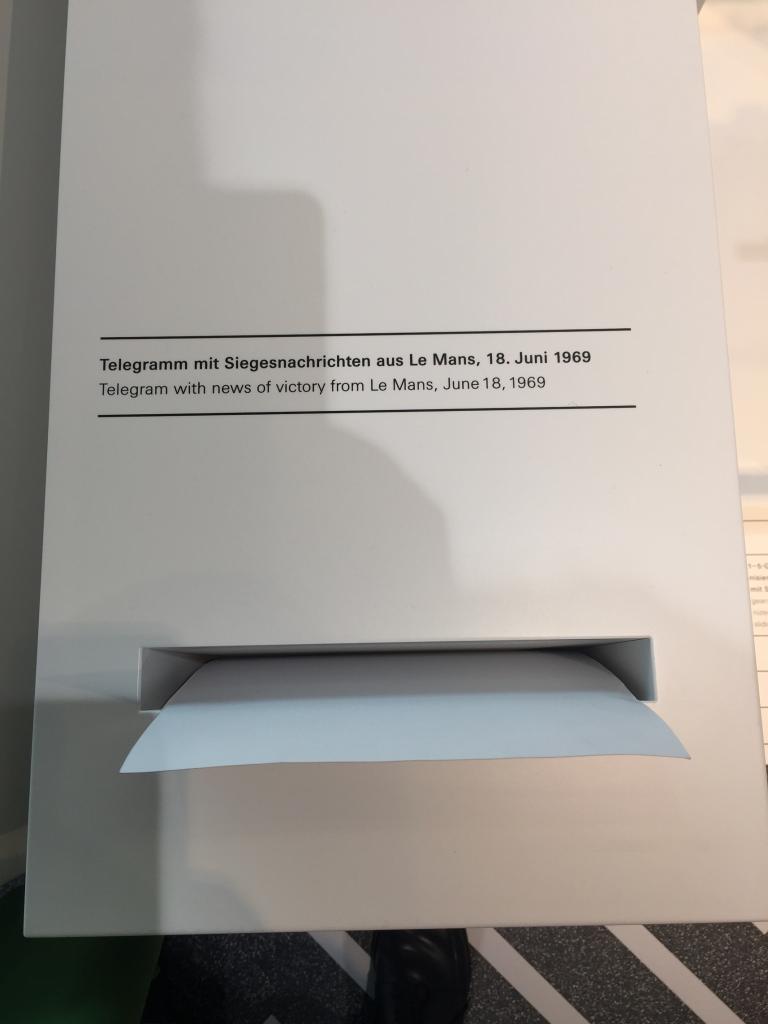 Telegramm mit Siegesnachrichten aus Le Mans, 18. Juni 1969
Telegram with news of victory from Le Mans, June 18, 1969